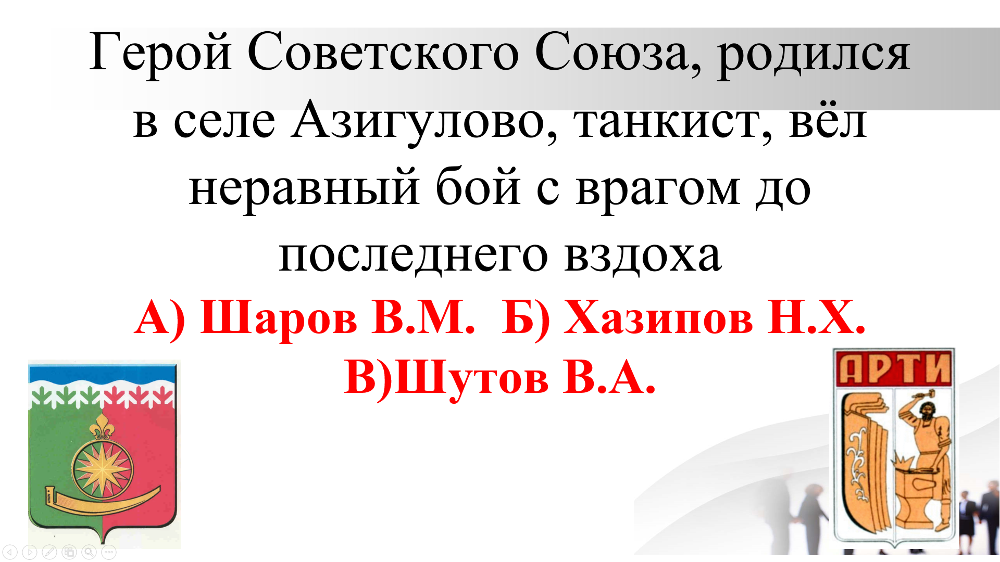 Герой Советского Союза, родился
в селе Азигулово, танкист, вёл
неравный бой с врагом до
последнего вздоха
А) Шаров В.М.  Б) Хазипов Н.Х.
В)Шутов В.А.
АРТИ